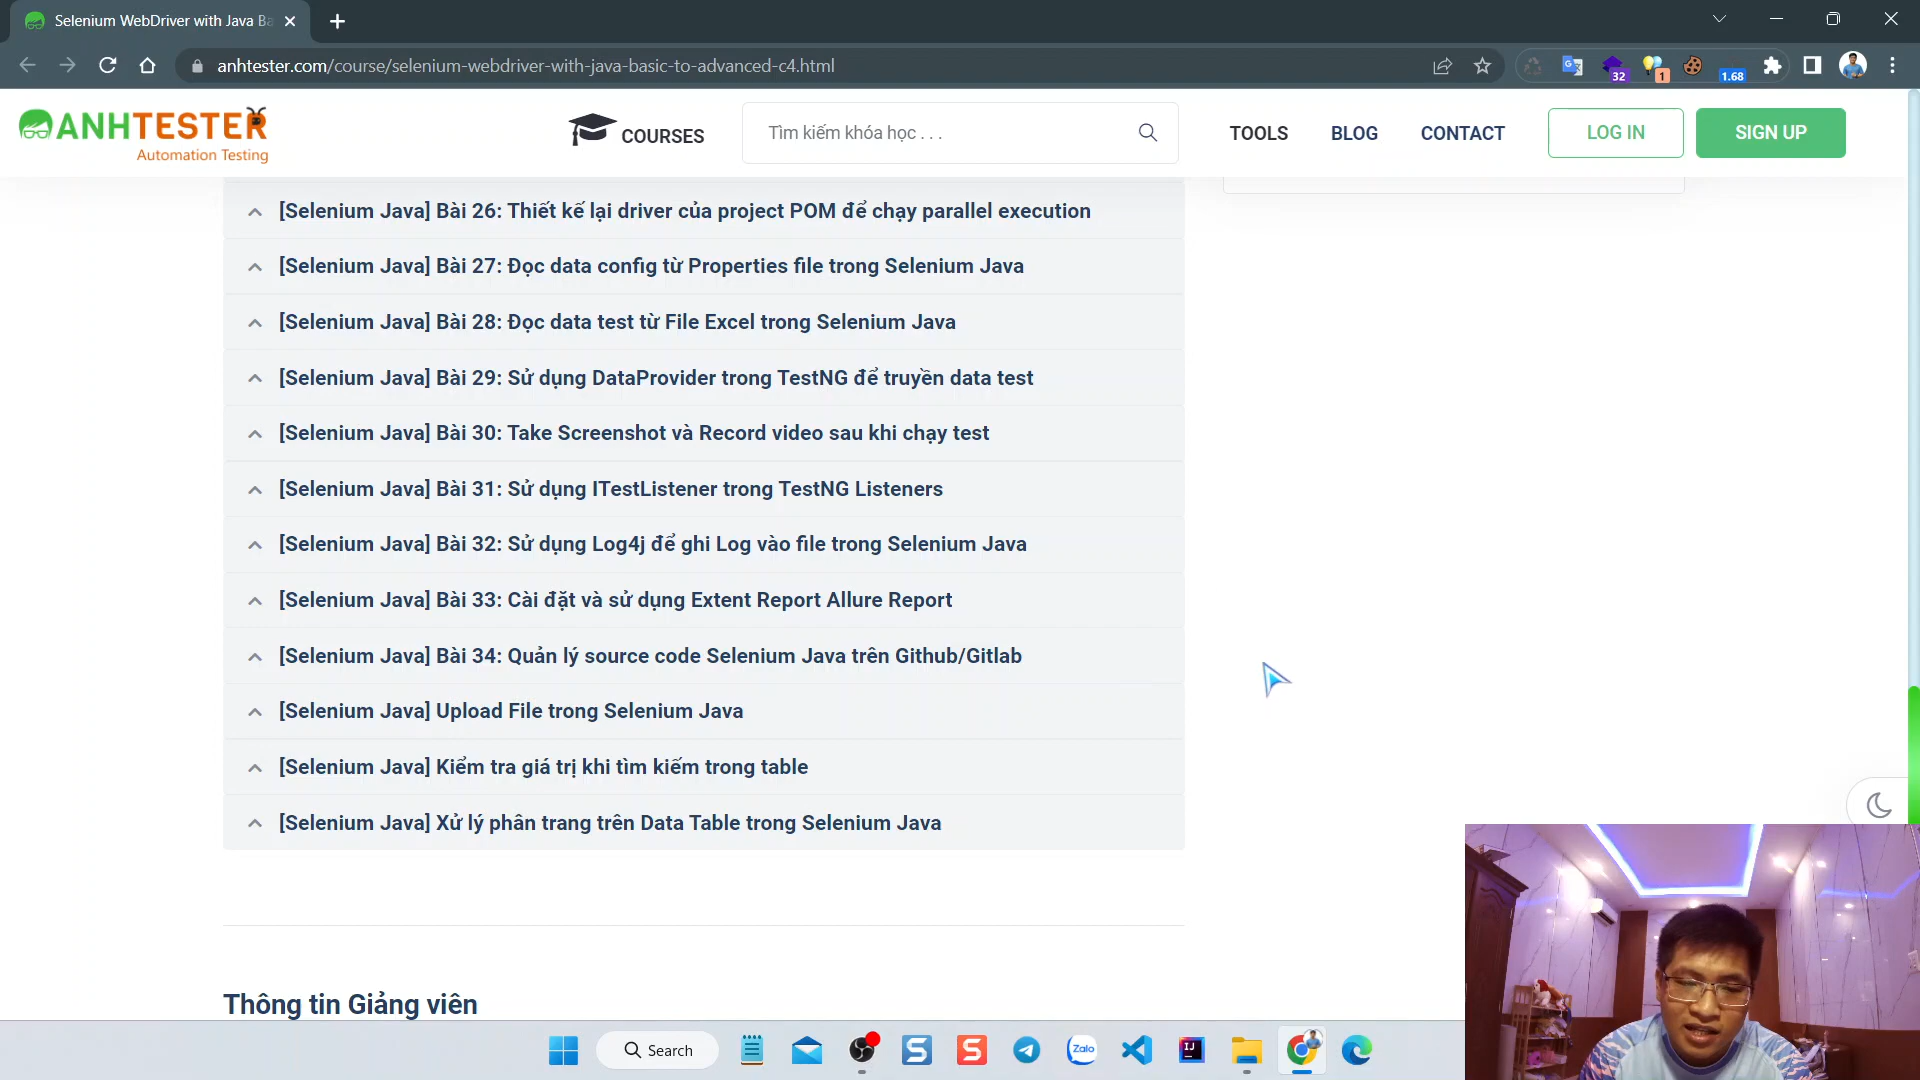 Selenium WebDriver with Java Ba
anhtester.com/course/selenium-webdriver-with-java-basic-to-advanced-c4.html
32
1
1.68
ANHTESTER
Automation Testing
COURSES
Tìm kiếm khóa học . . .
TOOLS
BLOG
CONTACT
LOG IN
SIGN UP
[Selenium Java] Bài 26: Thiết kế lại driver của project POM để chạy parallel execution
[Selenium Java] Bài 27: Đọc data config từ Properties file trong Selenium Java
[Selenium Java] Bài 28: Đọc data test từ File Excel trong Selenium Java
[Selenium Java] Bài 29: Sử dụng DataProvider trong TestNG để truyền data test
[Selenium Java] Bài 30: Take Screenshot và Record video sau khi chạy test
[Selenium Java] Bài 31: Sử dụng ITestListener trong TestNG Listeners
[Selenium Java] Bài 32: Sử dụng Log4j để ghi Log vào file trong Selenium Java
[Selenium Java] Bài 33: Cài đặt và sử dụng Extent Report Allure Report
[Selenium Java] Bài 34: Quản lý source code Selenium Java trên Github/Gitlab
[Selenium Java] Upload File trong Selenium Java
[Selenium Java] Kiểm tra giá trị khi tìm kiếm trong table
[Selenium Java] Xử lý phân trang trên Data Table trong Selenium Java
Thông tin Giảng viên
Search
S
S
Zalo
IJ